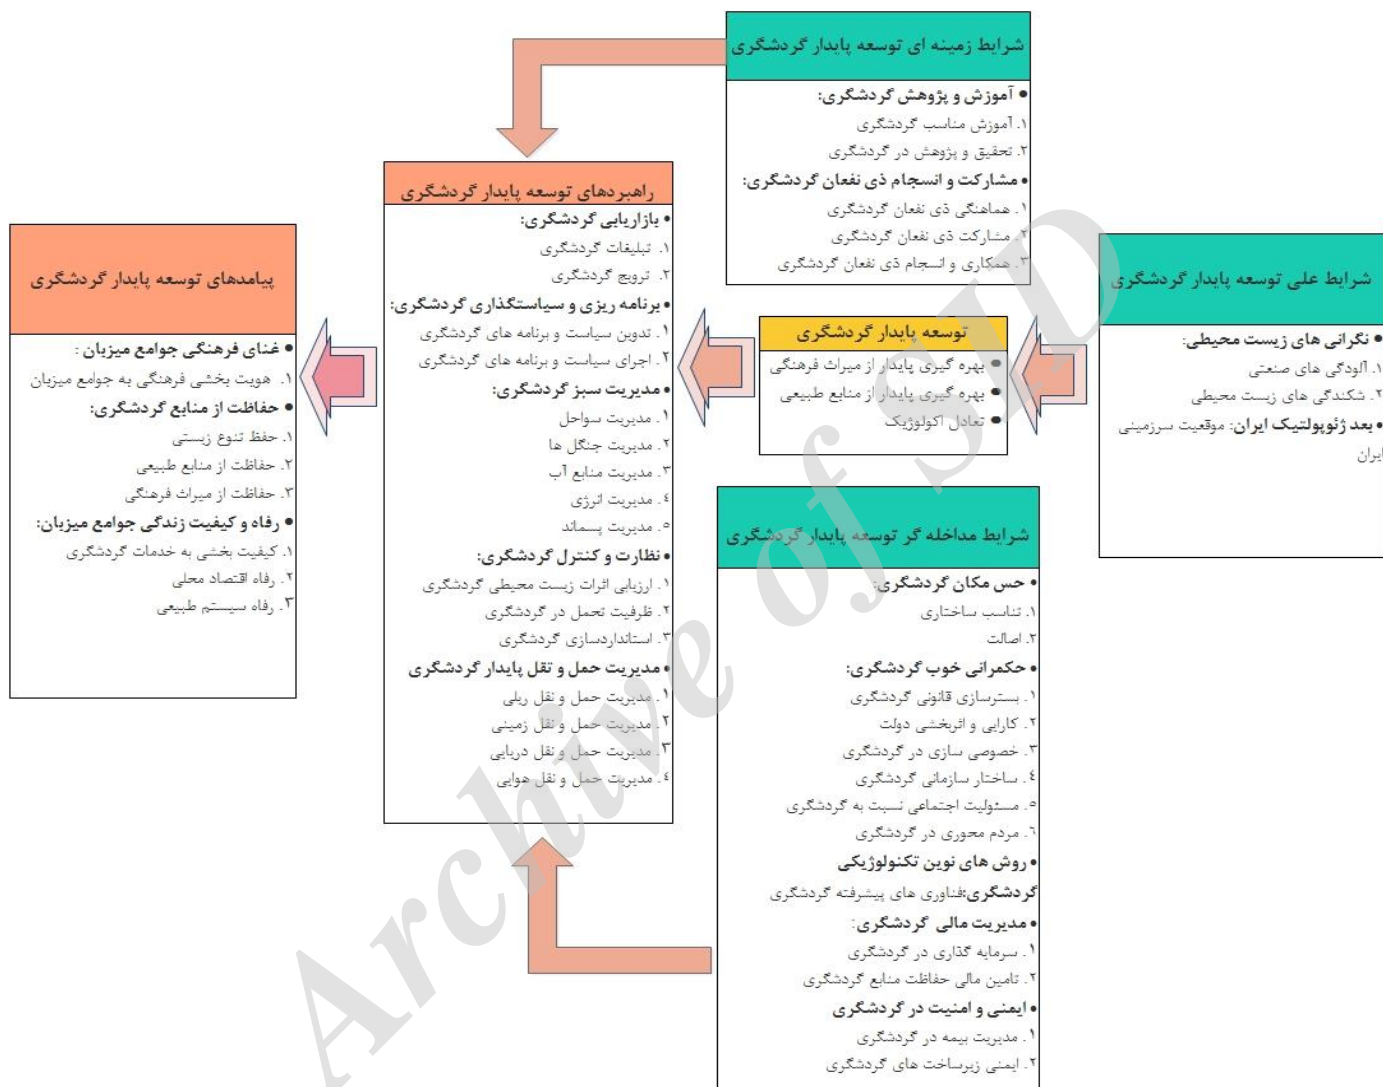 شرایط علی توسعه پایدار گردشگری
• نگرانی های زیست محیطی:
۱. آلودگی های صنعتی
۲. شکنندگی های زیست محیطی
• بعد ژئوپولتیک ایران: موقعیت سرزمینی
ایران
شرایط زمینه ای توسعه پایدار گردشگری
• آموزش و پژوهش گردشگری:
۱. آموزش مناسب گردشگری
۲. تحقیق و پژوهش در گردشگری
• مشارکت و انسجام ذی نفعان گردشگری:
۱. هماهنگی ذی نفعان گردشگری
۲. مشارکت ذی نفعان گردشگری
۳. همکاری و انسجام ذی نفعان گردشگری
توسعه پایدار گردشگری
• بهره گیری پایدار از میراث فرهنگی
• بهره گیری پایدار از منابع طبیعی
• تعادل اکولوژیک
شرایط مداخله گر توسعه پایدار گردشگری
• حس مکان گردشگری:
۱. تناسب ساختاری
۲. اصالت
• حکمرانی خوب گردشگری:
۱. بسترسازی قانونی گردشگری
۲. کارایی و اثربخشی دولت
۳. خصوصی سازی در گردشگری
٤. ساختار سازمانی گردشگری
٥. مسئولیت اجتماعی نسبت به گردشگری
٦. مردم محوری در گردشگری
• روش های نوین تکنولوژیکی
گردشگری:فناوری های پیشرفته گردشگری
• مدیریت مالی گردشگری:
۱. سرمایه گذاری در گردشگری
۲. تامین مالی حفاظت منابع گردشگری
• ایمنی و امنیت در گردشگری
۱. مدیریت بیمه در گردشگری
۲. ایمنی زیرساخت های گردشگری
راهبردهای توسعه پایدار گردشگری
• بازاریابی گردشگری:
۱. تبلیغات گردشگری
۲. ترویج گردشگری
• برنامه ریزی و سیاستگذاری گردشگری:
۱. تدوین سیاست و برنامه های گردشگری
۲. اجرای سیاست و برنامه های گردشگری
• مدیریت سبز گردشگری:
۱. مدیریت سواحل
۲. مدیریت جنگل ها
۳. مدیریت منابع آب
٤. مدیریت انرژی
٥. مدیریت پسماند
• نظارت و کنترل گردشگری:
۱. ارزیابی اثرات زیست محیطی گردشگری
۲. ظرفیت تحمل در گردشگری
۳. استانداردسازی گردشگری
• مدیریت حمل و نقل پایدار گردشگری
۱. مدیریت حمل و نقل ریلی
۲. مدیریت حمل و نقل زمینی
۳. مدیریت حمل و نقل دریایی
٤. مدیریت حمل و نقل هوایی
پیامدهای توسعه پایدار گردشگری
• غنای فرهنگی جوامع میزبان :
۱. هویت بخشی فرهنگی به جوامع میزبان
• حفاظت از منابع گردشگری:
۱. حفظ تنوع زیستی
۲. حفاظت از منابع طبیعی
۳. حفاظت از میراث فرهنگی
• رفاه و کیفیت زندگی جوامع میزبان:
۱. کیفیت بخشی به خدمات گردشگری
۲. رفاه اقتصاد محلی
۳. رفاه سیستم طبیعی
Archive of SID